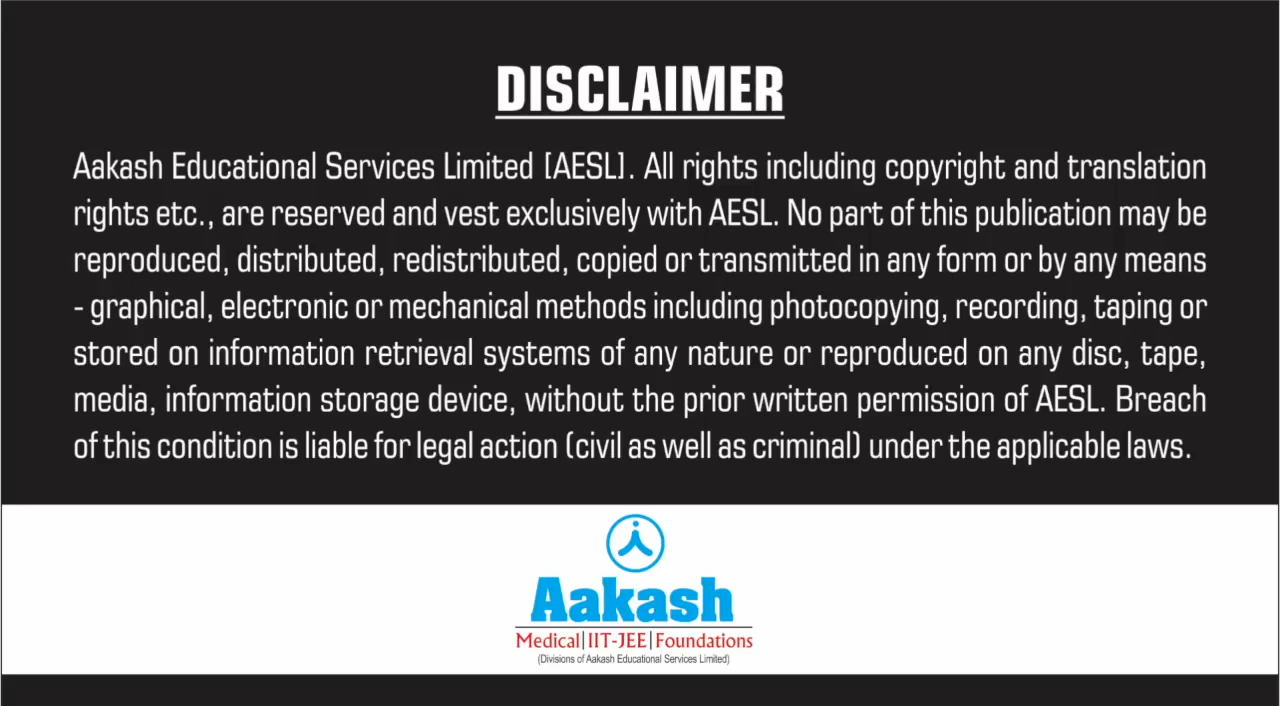 DISCLAIMER
Aakash Educational Services Limited [AESL]. All rights including copyright and translation
rights etc., are reserved and vest exclusively with AESL. No part of this publication may be
reproduced, distributed, redistributed, copied or transmitted in any form or by any means
- graphical, electronic or mechanical methods including photocopying, recording, taping or
stored on information retrieval systems of any nature or reproduced on any disc, tape,
media, information storage device, without the prior written permission of AESL. Breach
of this condition is liable for legal action (civil as well as criminal) under the applicable laws.
Aakash
Medical|IIT-JEE|Foundations
(Divisions of Aakash Educational Services Limited)